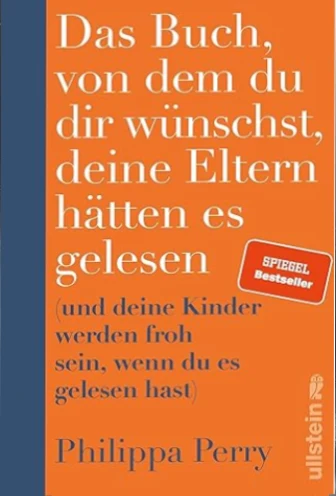 Das Buch,
von dem du
dir wünschst,
deine Eltern
hätten es
gelesen
SPIEGEL
Bestseller
(und deine Kinder
werden froh
sein, wenn du es
gelesen hast)
Philippa Perry
ullstein